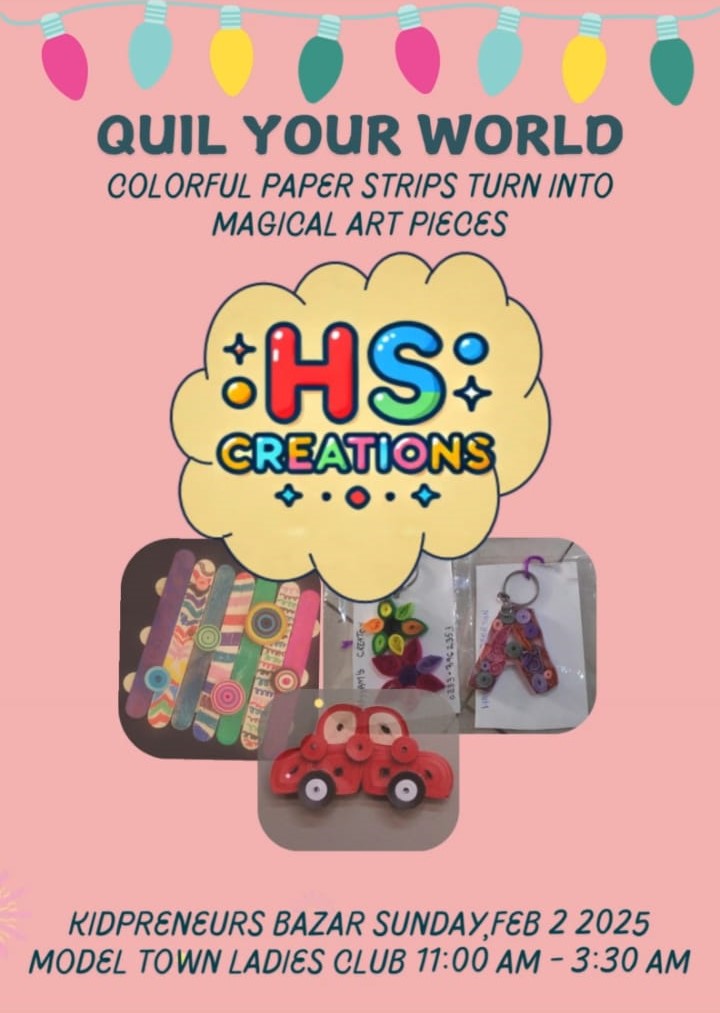 QUIL YOUR WORLD
COLORFUL PAPER STRIPS TURN INTO
MAGICAL ART PIECES
HS
CREATIONS
A
KIDPRENEURS BAZAR SUNDAY,FEB 2 2025
MODEL TOWN LADIES CLUB 11:00 AM - 3:30 AM